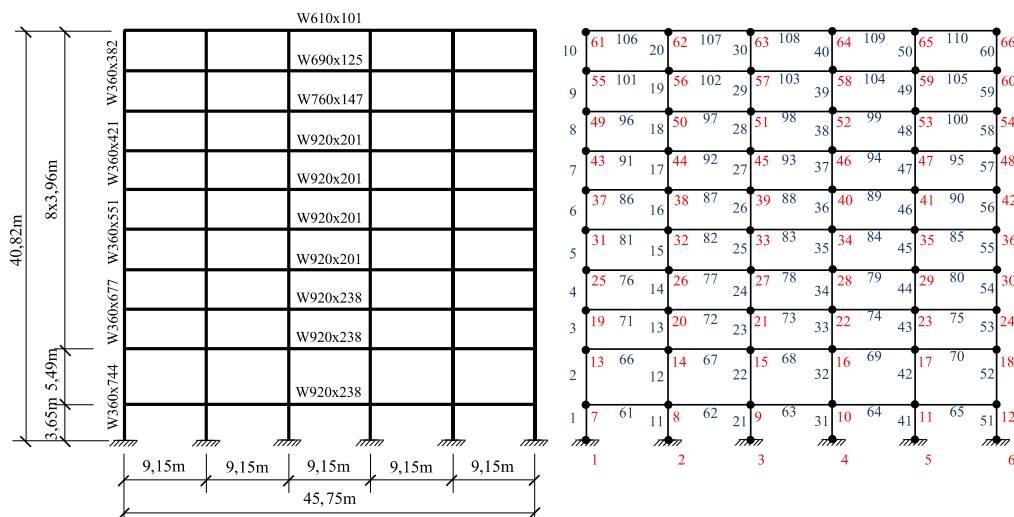 W610x101
W690x125
W760x147
W920x201
W920x201
W920x201
W920x201
W920x238
W920x238
W920x238
W360x382
W360x421
W360x551
W360x677
W360x744
40,82m
8x3,96m
5,49m
3,65m
9,15m 9,15m 9,15m 9,15m 9,15m
45,75m
10 61 106 20 62 107 30 63 108 40 64 109 50 65 110 60 66
9 55 101 19 56 102 29 57 103 39 58 104 49 59 105 59 60
8 49 96 18 50 97 28 51 98 38 52 99 48 53 100 58 54
7 43 91 17 44 92 27 45 93 37 46 94 47 47 95 57 48
6 37 86 16 38 87 26 39 88 36 40 89 46 41 90 56 42
5 31 81 15 32 82 25 33 83 35 34 84 45 35 85 55 36
4 25 76 14 26 77 24 27 78 34 28 79 44 29 80 54 30
3 19 71 13 20 72 23 21 73 33 22 74 43 23 75 53 24
2 13 66 12 14 67 22 15 68 32 16 69 42 17 70 52 18
1 7 61 11 8 62 21 9 63 31 10 64 41 11 65 51 12
1 2 3 4 5 6